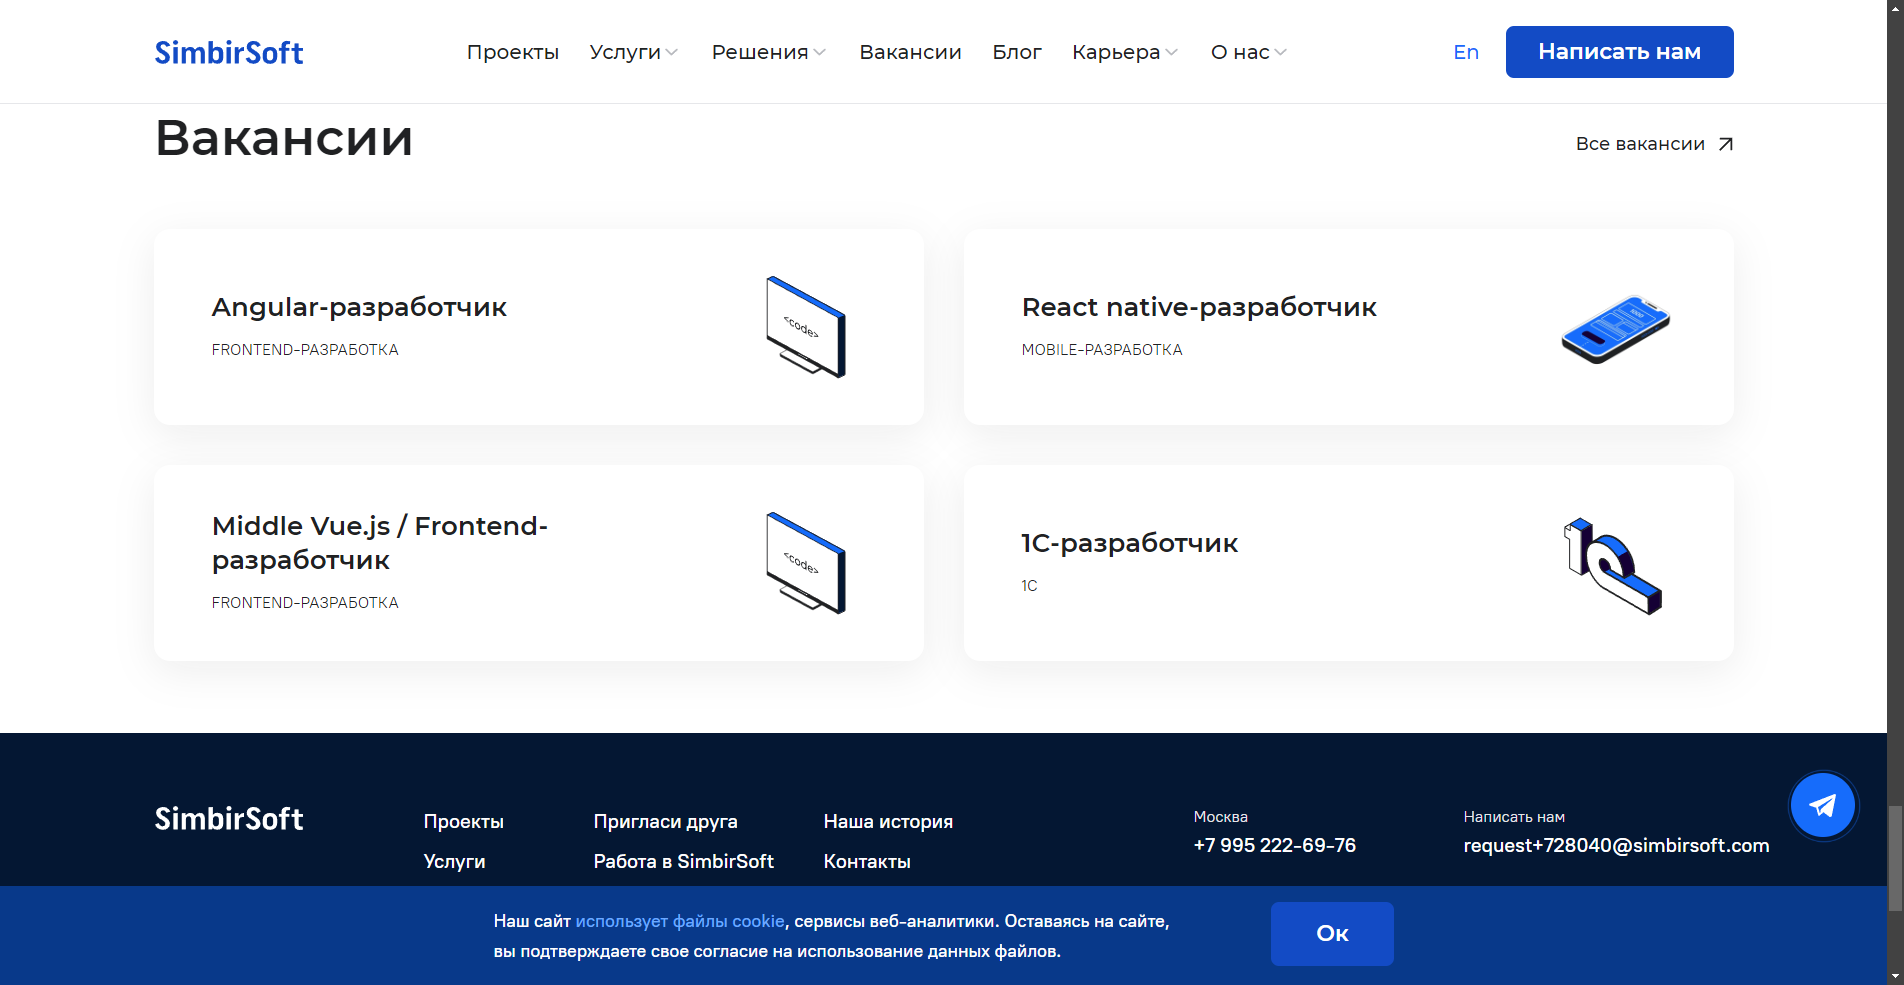 SimbirSoft
Проекты
Услуги
Решения
Вакансии
Блог
Карьера
О нас
En
Написать нам
Вакансии
Все вакансии
Angular-разработчик
FRONTEND-РАЗРАБОТКА
<code>
React native-разработчик
MOBILE-РАЗРАБОТКА
1000
Middle Vue.js / Frontend-
разработчик
FRONTEND-РАЗРАБОТКА
<code>
1С-разработчик
1С
SimbirSoft
Проекты
Пригласи друга
Наша история
Услуги
Работа в SimbirSoft
Контакты
Москва
+7 995 222-69-76
Написать нам
request+728040@simbirsoft.com
Наш сайт использует файлы cookie, сервисы веб-аналитики. Оставаясь на сайте,
вы подтверждаете свое согласие на использование данных файлов.
Ок